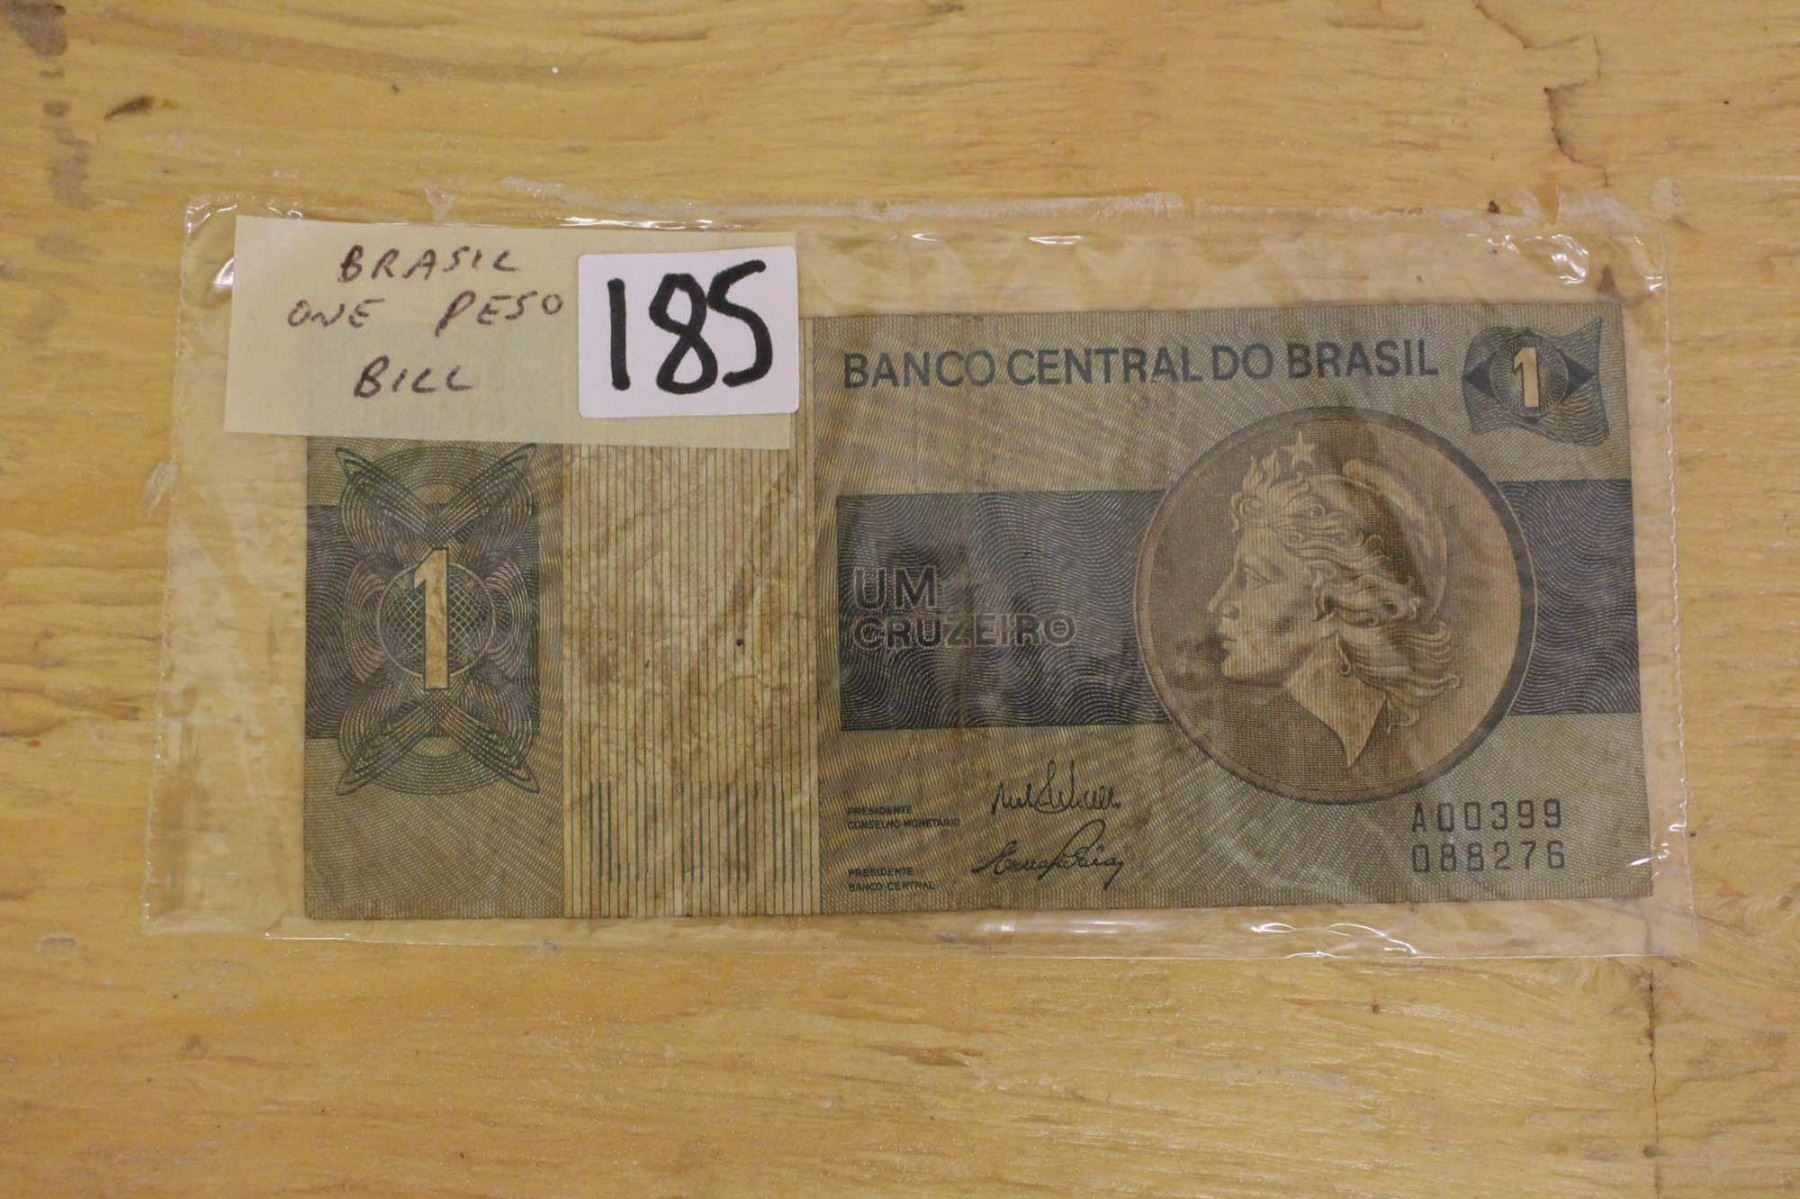 BRASIL
ONE PESO
BILL
185
BANCO CENTRAL DO BRASIL
1
1
UM
CRUZEIRO
PRESIDENTE
CONSELHO MONETÁRIO
PRESIDENTE
BANCO CENTRAL
A00399
088276